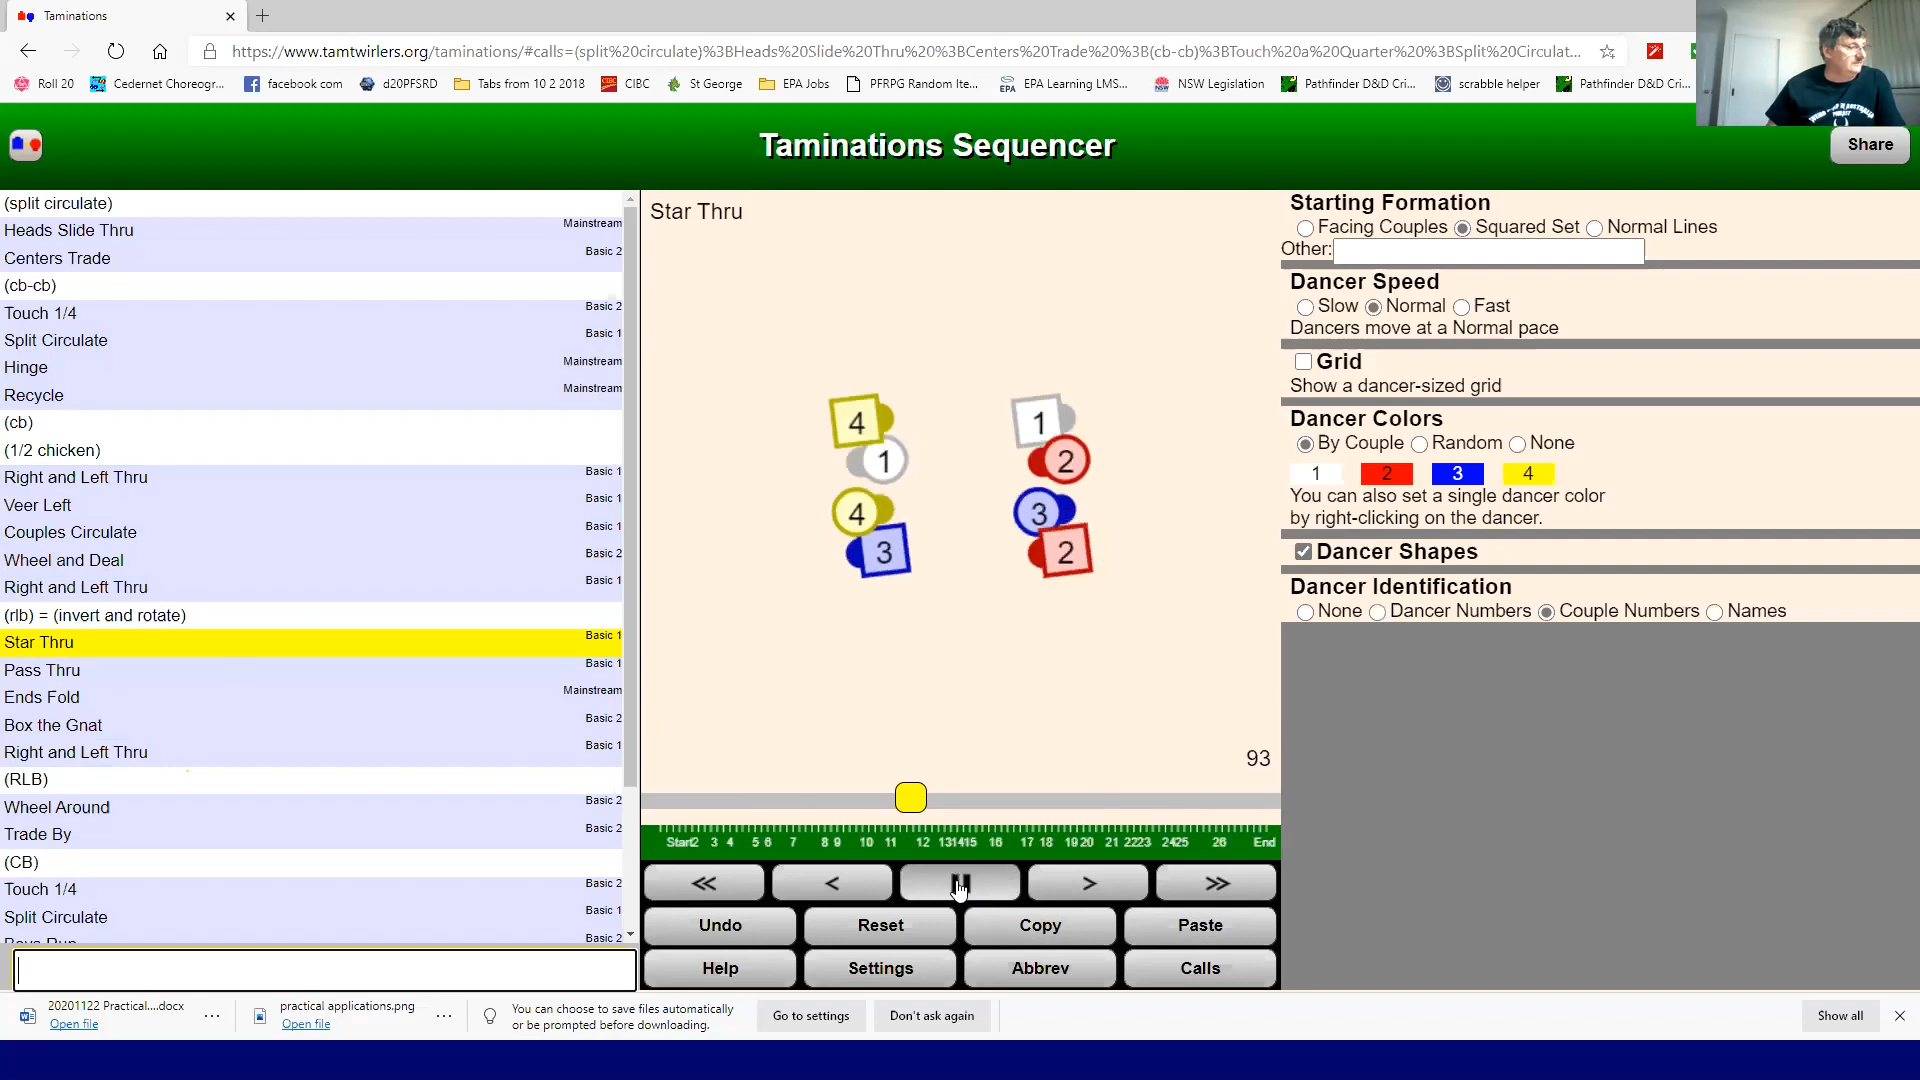 Taminations
https://www.tamtwirlers.org/taminations/#calls=(split%20circulate)%3BHeads%20Slide%20Thru%20%3BCenters%20Trade%20%3B(cb-cb)%3BTouch%20a%20Quarter%20%3BSplit%20Circulat...
Roll 20
Cedernet Choreogr...
facebook com
d20PFSRD
Tabs from 10 2 2018
CIBC
St George
EPA Jobs
PFRPG Random Ite...
EPA Learning LMS...
NSW Legislation
Pathfinder D&D Cri...
scrabble helper
Pathfinder D&D Cri...
Taminations Sequencer
Share
(split circulate)
Heads Slide Thru Mainstream
Centers Trade Basic 2
(cb-cb)
Touch 1/4 Basic 2
Split Circulate Basic 1
Hinge Mainstream
Recycle Mainstream
(cb)
(1/2 chicken)
Right and Left Thru Basic 1
Veer Left Basic 1
Couples Circulate Basic 1
Wheel and Deal Basic 2
Right and Left Thru Basic 1
(rlb) = (invert and rotate)
Star Thru Basic 1
Pass Thru Basic 1
Ends Fold Mainstream
Box the Gnat Basic 2
Right and Left Thru Basic 1
(RLB)
Wheel Around Basic 2
Trade By Basic 2
(CB)
Touch 1/4 Basic 2
Split Circulate Basic 1
Boys Run Basic 2
Star Thru
4 1
1 2
4 3
3 2
93
Start2 3 4 5 6 7 8 9 10 11 12 131415 16 17 18 1920 21 2223 2425 26 End
<< < > >>
Undo Reset Copy Paste
Help Settings Abbrev Calls
Starting Formation
Facing Couples Squared Set Normal Lines
Other:
Dancer Speed
Slow Normal Fast
Dancers move at a Normal pace
Grid
Show a dancer-sized grid
Dancer Colors
By Couple Random None
1 2 3 4
You can also set a single dancer color
by right-clicking on the dancer.
Dancer Shapes
Dancer Identification
None Dancer Numbers Couple Numbers Names
20201122 Practical....docx
Open file
practical applications.png
Open file
You can choose to save files automatically
or be prompted before downloading.
Go to settings
Don't ask again
Show all